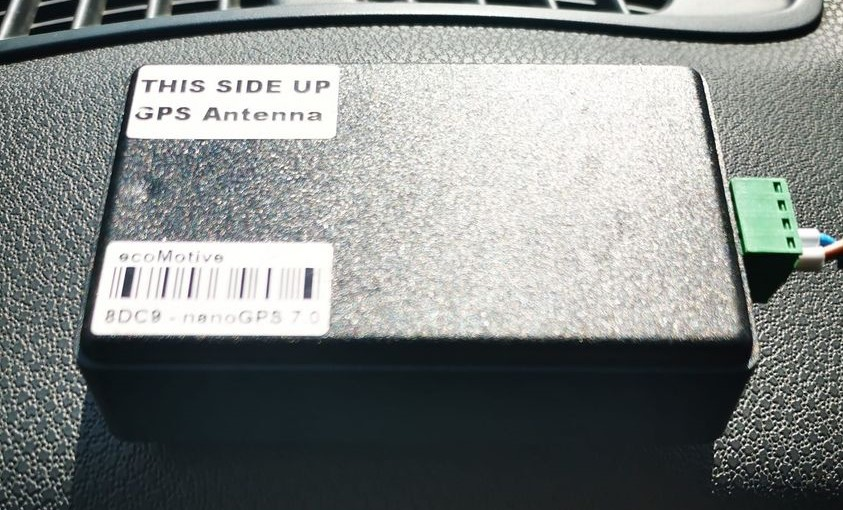 THIS SIDE UP
GPS Antenna
ecoMotive
8DC9 - nanoGPS 7.0